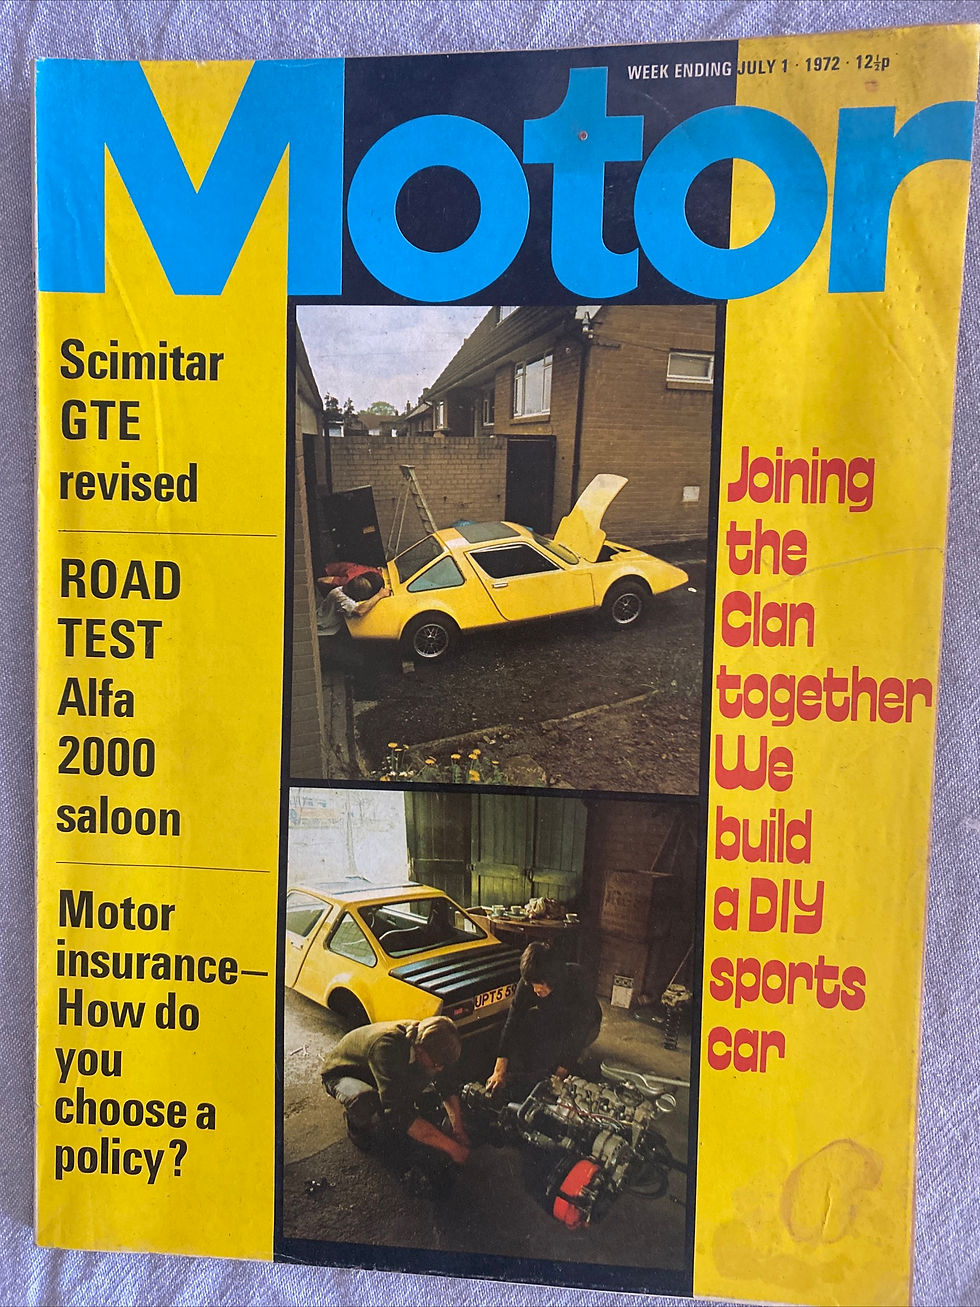 WEEK ENDING JULY 1 · 1972 · 12½p
Motor
Scimitar
GTE
revised
ROAD
TEST
Alfa
2000
saloon
Motor
insurance—
How do
you
choose a
policy?
Joining
the
Clan
together
We
build
a DIY
sports
car